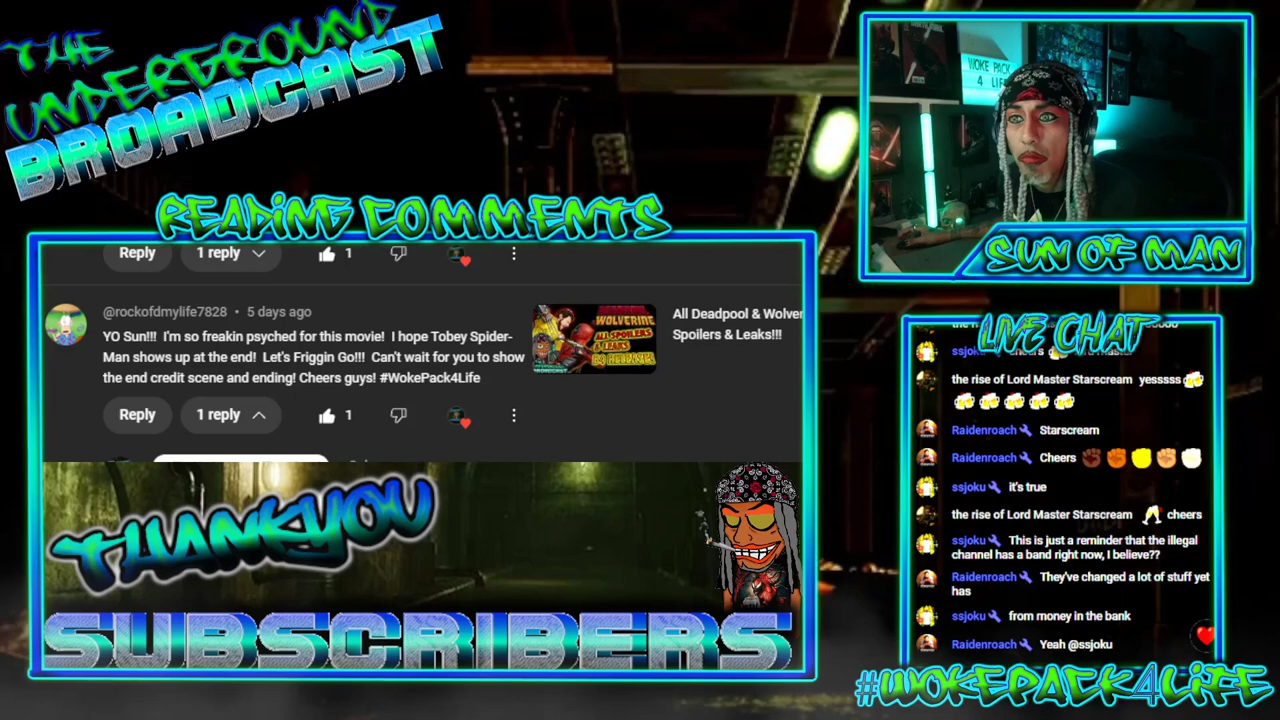 THE
UNDERGROUND
BROADCAST
READING COMMENTS
Reply 1 reply 1
@rockofdmylife7828 • 5 days ago
YO Sun!!! I'm so freakin psyched for this movie! I hope Tobey Spider-
Man shows up at the end! Let's Friggin Go!!! Can't wait for you to show
the end credit scene and ending! Cheers guys! #WokePack4Life
Reply 1 reply 1
WOLVERINE
ALL SPOILERS
& LEAKS
All Deadpool & Wolver
Spoilers & Leaks!!!
THANKYOU
SUBSCRIBERS
WOKE PACK
4 LIFE
SUN OF MAN
LIVE CHAT
the rise of Lord Master Starscream yesssss
Raidenroach Starscream
Raidenroach Cheers
ssjoku it's true
the rise of Lord Master Starscream cheers
ssjoku This is just a reminder that the illegal
channel has a band right now, I believe??
Raidenroach They've changed a lot of stuff yet
has
ssjoku from money in the bank
Raidenroach Yeah @ssjoku
#WOKEPACK4LIFE